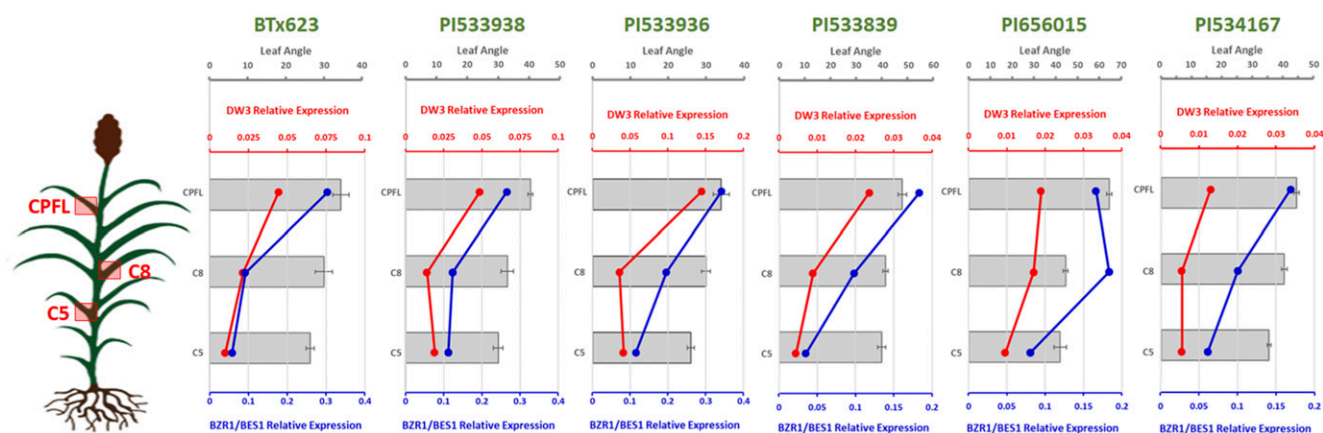 BTx623 PI533938 PI533936 PI533839 PI656015 PI534167
Leaf Angle Leaf Angle Leaf Angle Leaf Angle Leaf Angle Leaf Angle
0 10 20 30 40 0 10 20 30 40 50 0 10 20 30 40 0 10 20 30 40 50 60 0 10 20 30 40 50 60 70 0 10 20 30 40 50
DW3 Relative Expression DW3 Relative Expression DW3 Relative Expression DW3 Relative Expression DW3 Relative Expression DW3 Relative Expression
0 0.025 0.05 0.075 0.1 0 0.025 0.05 0.075 0.1 0 0.05 0.1 0.15 0.2 0 0.01 0.02 0.03 0.04 0 0.01 0.02 0.03 0.04 0 0.01 0.02 0.03 0.04
CPFL CPFL CPFL CPFL CPFL CPFL CPFL
C8 C8 C8 C8 C8 C8 C8
C5 C5 C5 C5 C5 C5 C5
0 0.1 0.2 0.3 0.4 0 0.1 0.2 0.3 0.4 0 0.1 0.2 0.3 0.4 0 0.05 0.1 0.15 0.2 0 0.05 0.1 0.15 0.2 0 0.05 0.1 0.15 0.2
BZR1/BES1 Relative Expression BZR1/BES1 Relative Expression BZR1/BES1 Relative Expression BZR1/BES1 Relative Expression BZR1/BES1 Relative Expression BZR1/BES1 Relative Expression